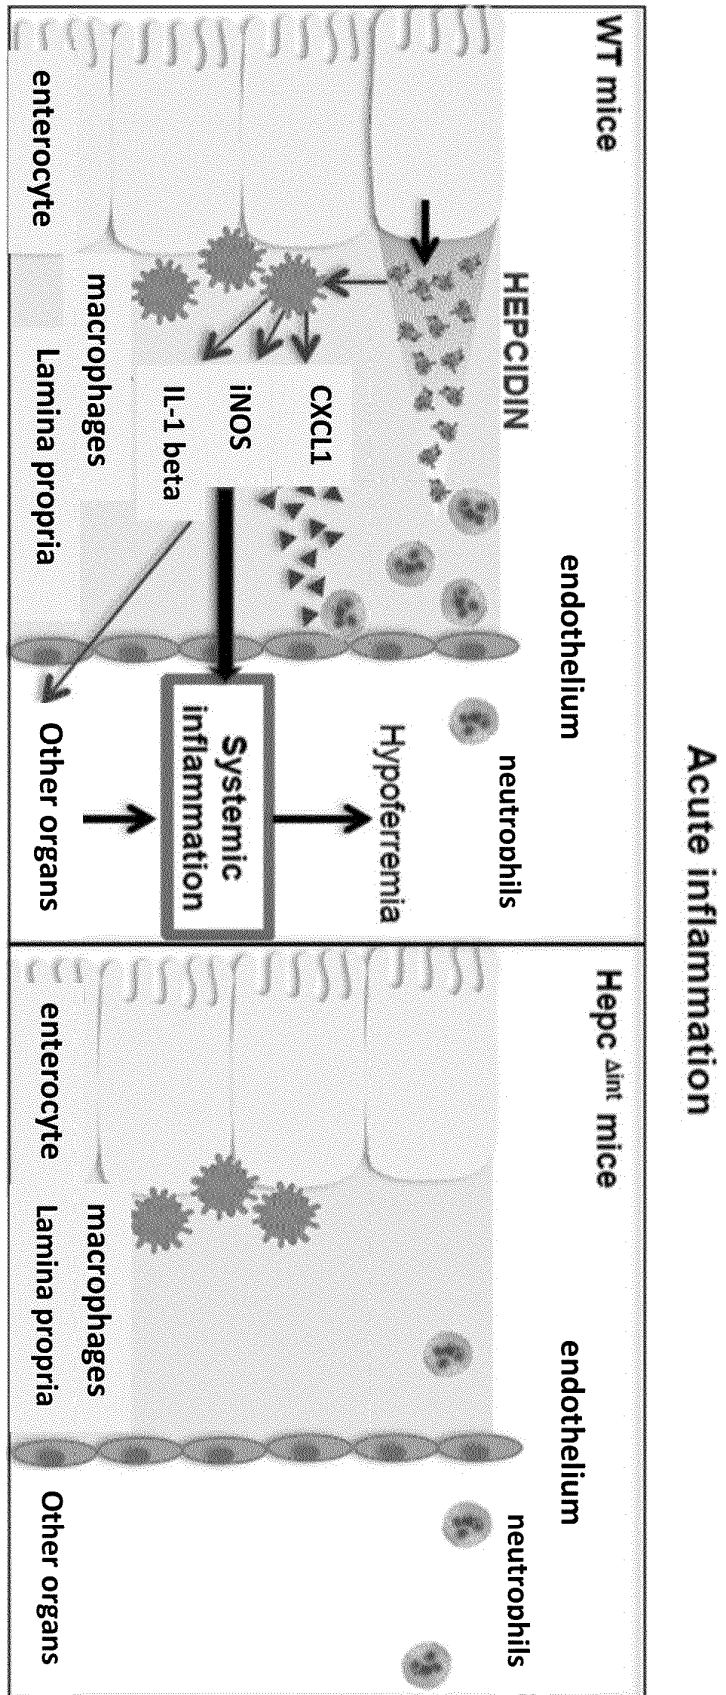 Acute inflammation
WT mice
HEPCIDIN
endothelium
neutrophils
CXCL1
iNOS
IL-1 beta
Hypoferremia
Systemic
inflammation
macrophages
enterocyte
Lamina propria
Other organs
Hepc Δint mice
endothelium
neutrophils
macrophages
enterocyte
Lamina propria
Other organs